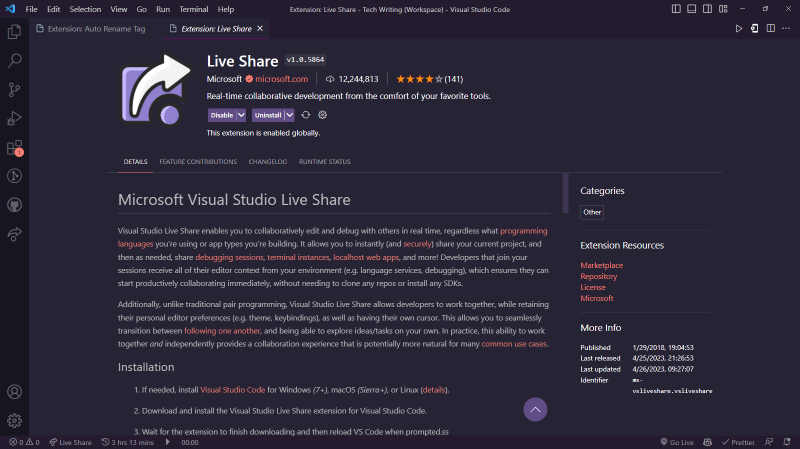 File Edit Selection View Go Run Terminal Help Extension: Live Share - Tech Writing (Workspace) - Visual Studio Code
Extension: Auto Rename Tag Extension: Live Share
Live Share v1.0.5864
Microsoft microsoft.com 12,244,813 (141)
Real-time collaborative development from the comfort of your favorite tools.
Disable Uninstall
This extension is enabled globally.
1
DETAILS FEATURE CONTRIBUTIONS CHANGELOG RUNTIME STATUS
Microsoft Visual Studio Live Share
Visual Studio Live Share enables you to collaboratively edit and debug with others in real time, regardless what programming
languages you're using or app types you're building. It allows you to instantly (and securely) share your current project, and
then as needed, share debugging sessions, terminal instances, localhost web apps, and more! Developers that join your
sessions receive all of their editor context from your environment (e.g. language services, debugging), which ensures they can
start productively collaborating immediately, without needing to clone any repos or install any SDKs.
Additionally, unlike traditional pair programming, Visual Studio Live Share allows developers to work together, while retaining
their personal editor preferences (e.g. theme, keybindings), as well as having their own cursor. This allows you to seamlessly
transition between following one another, and being able to explore ideas/tasks on your own. In practice, this ability to work
together and independently provides a collaboration experience that is potentially more natural for many common use cases.
Installation
1. If needed, install Visual Studio Code for Windows (7+), macOS (Sierra+), or Linux (details).
2. Download and install the Visual Studio Live Share extension for Visual Studio Code.
3. Wait for the extension to finish downloading and then reload VS Code when prompted.ss
Categories
Other
Extension Resources
Marketplace
Repository
License
Microsoft
More Info
Published 1/29/2018, 19:04:53
Last released 4/25/2023, 21:26:53
Last updated 4/26/2023, 09:27:07
Identifier ms-
vsliveshare.vsliveshare
0 0 Live Share 3 hrs 13 mins 00:00 Go Live Prettier